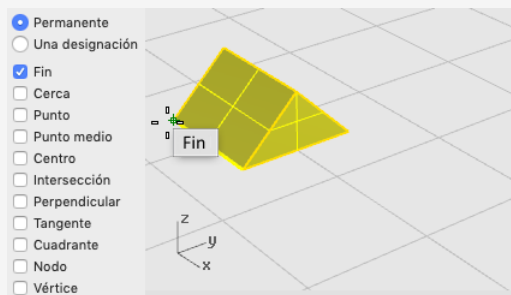 Permanente
Una designación
Fin
Cerca
Punto
Punto medio
Centro
Intersección
Perpendicular
Tangente
Cuadrante
Nodo
Vértice
Fin
z
y
x